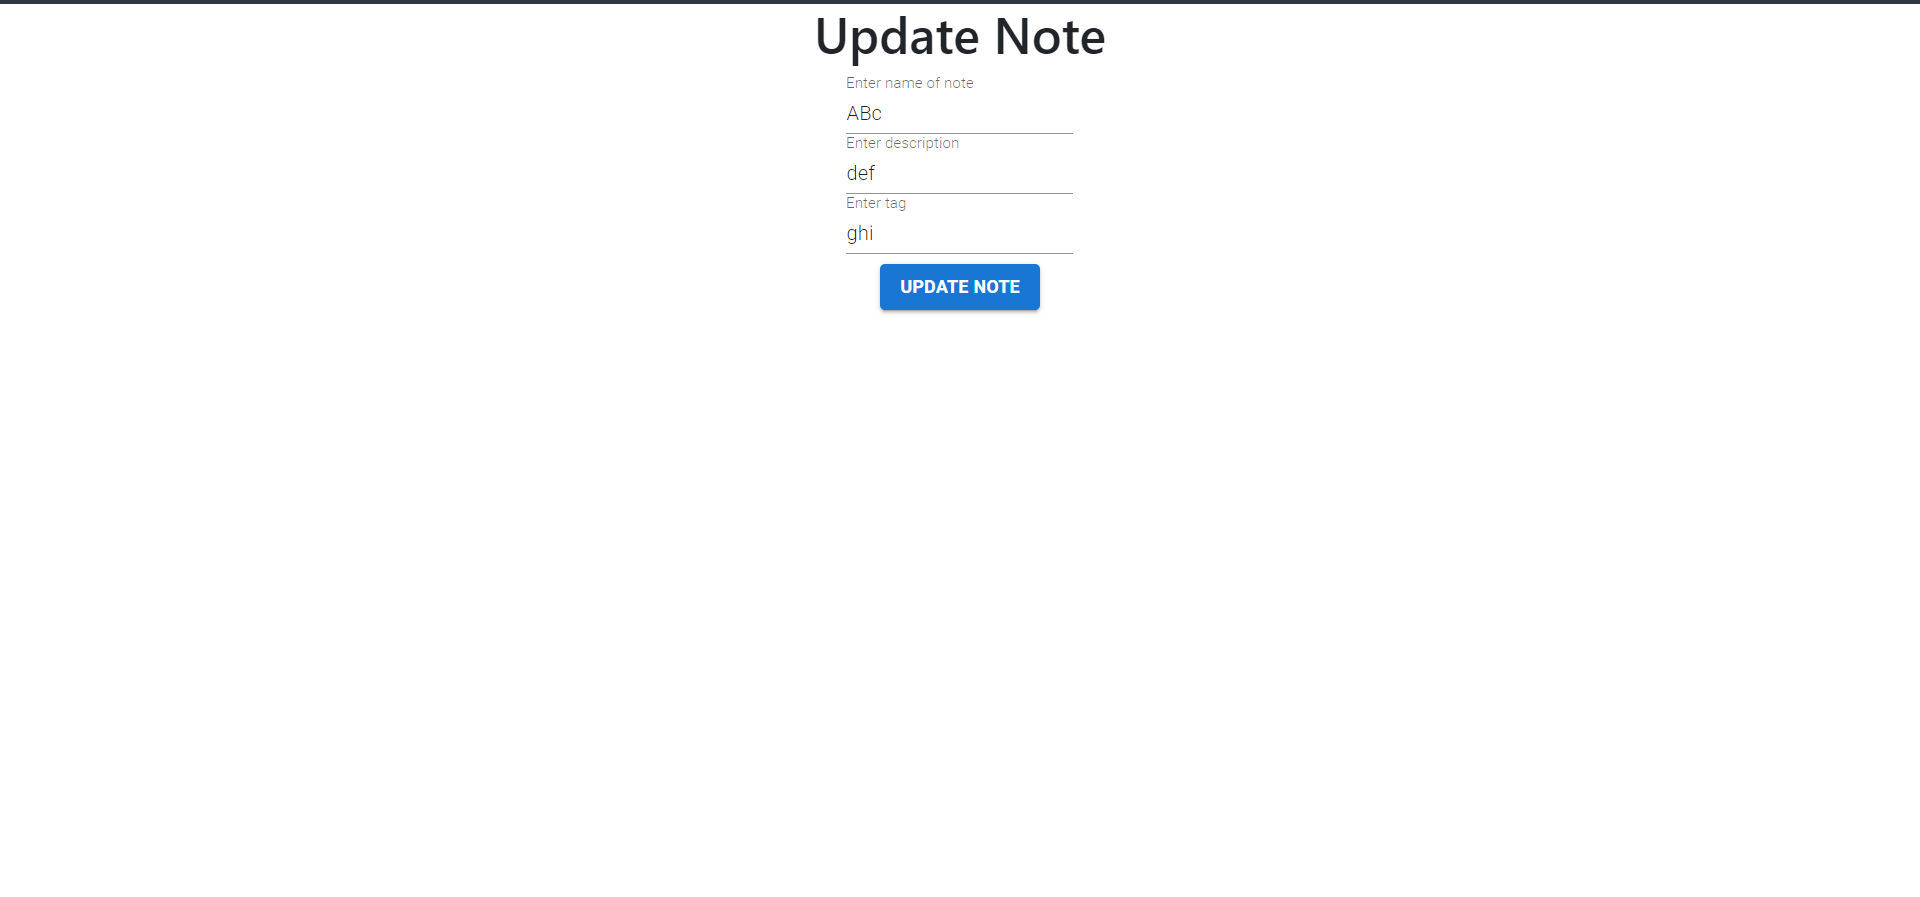 Update Note
Enter name of note
ABc
Enter description
def
Enter tag
ghi
UPDATE NOTE